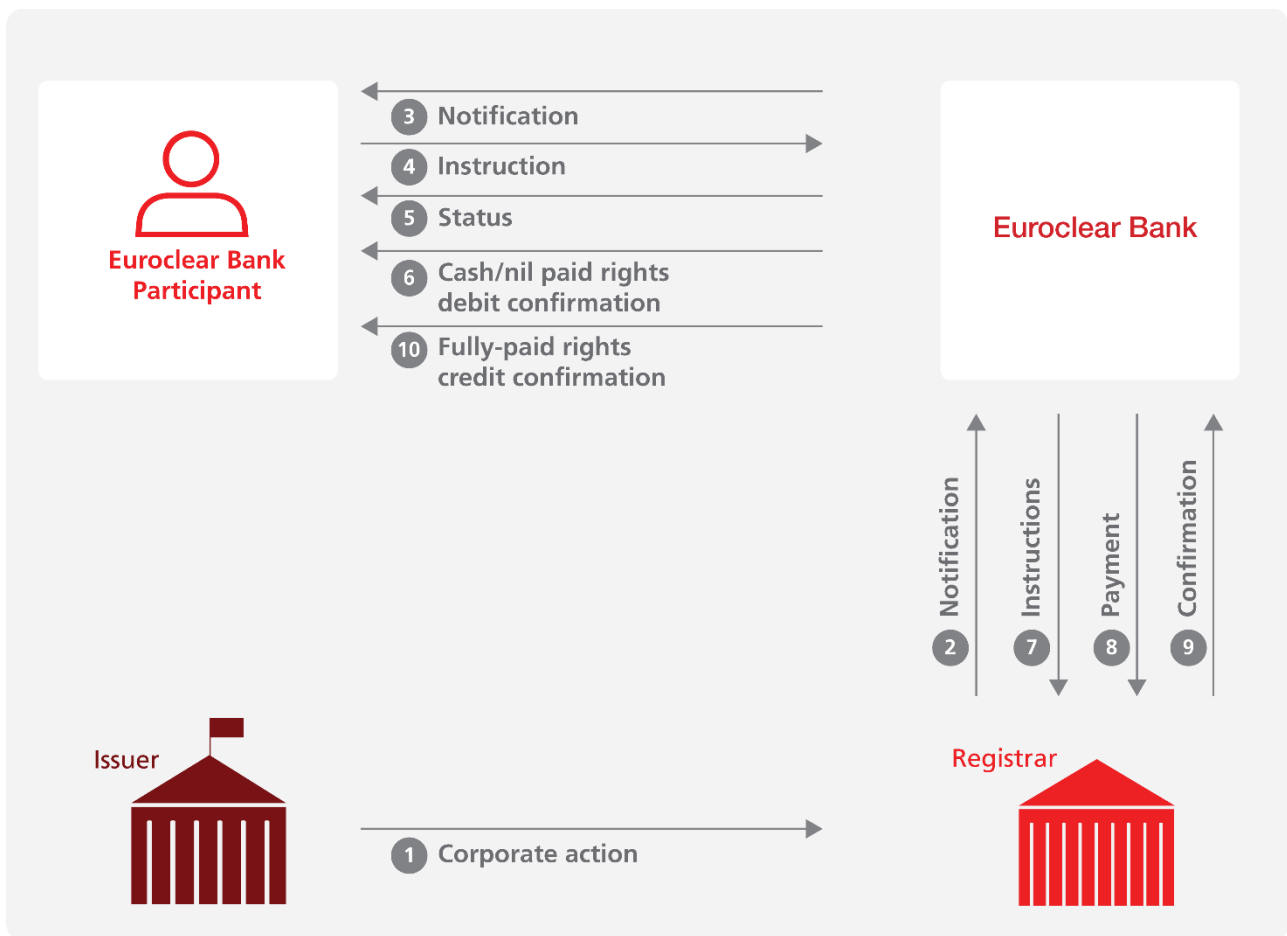 3 Notification
4 Instruction
5 Status
6 Cash/nil paid rights
debit confirmation
10 Fully-paid rights
credit confirmation
Euroclear Bank
Participant
Euroclear Bank
2 Notification
7 Instructions
8 Payment
9 Confirmation
Issuer
Registrar
1 Corporate action